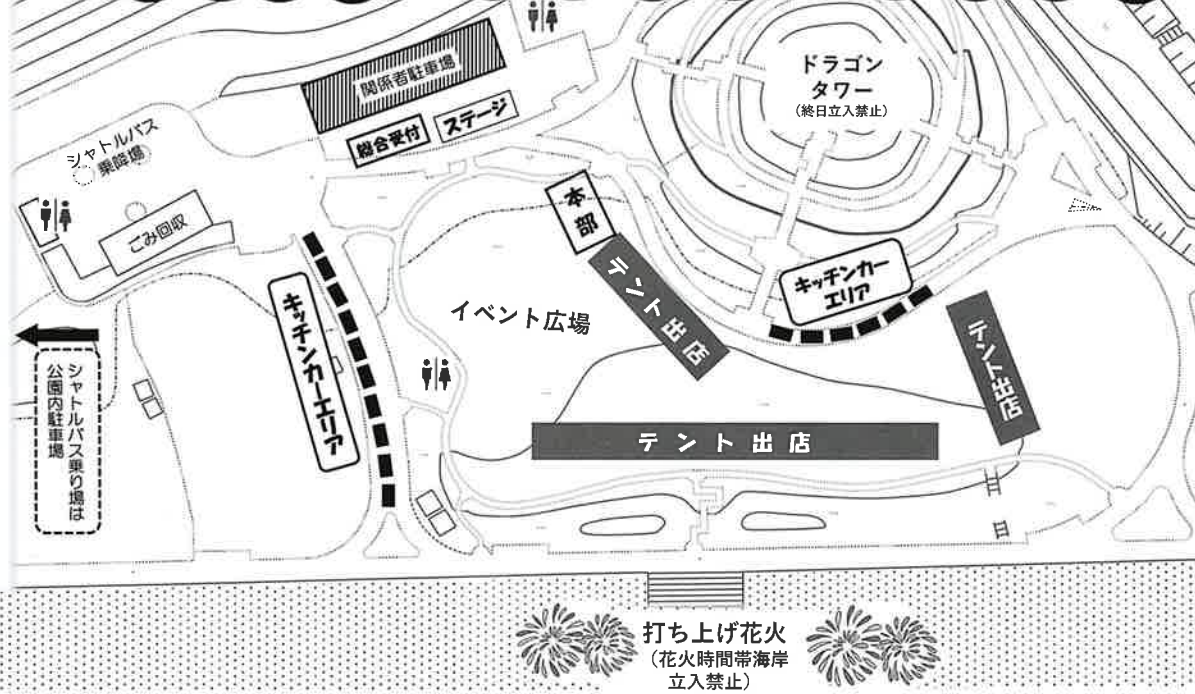 関係者駐車場
ドラゴン
タワー
(終日立入禁止)
総合受付
ステージ
シャトルバス
乗降場
ごみ回収
本部
テント出店
キッチンカー
エリア
イベント広場
キッチンカーエリア
テント出店
テント出店
シャトルバス乗り場は
公園内駐車場
打ち上げ花火
(花火時間帯海岸
立入禁止)